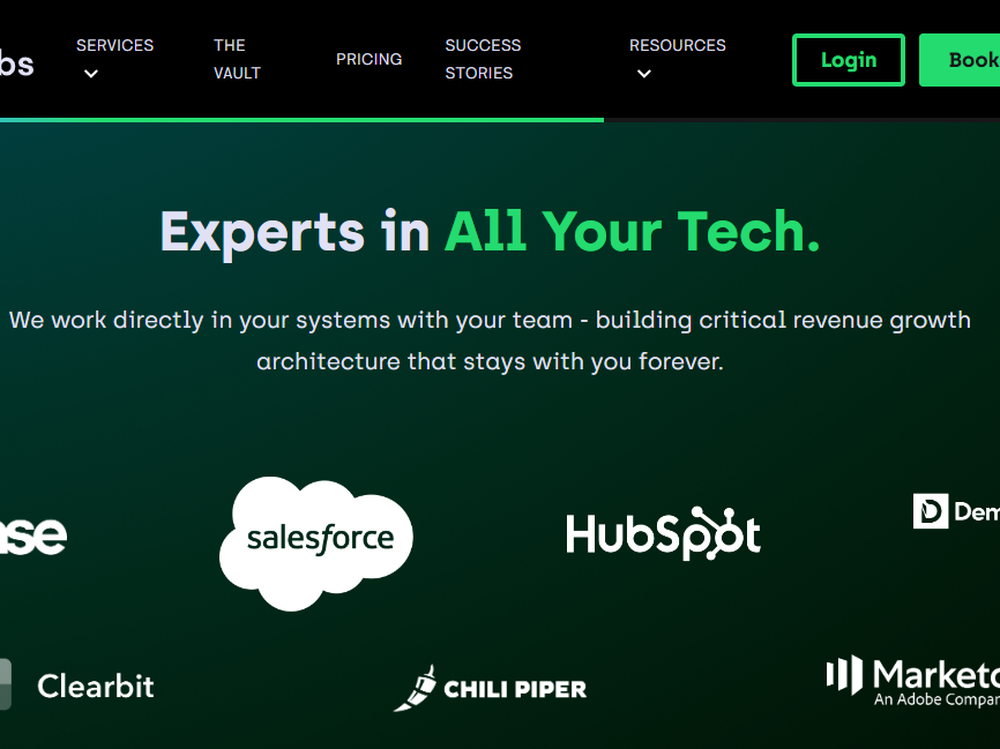 bs
SERVICES
THE
VAULT
PRICING
SUCCESS
STORIES
RESOURCES
Login
Book
Experts in All Your Tech.
We work directly in your systems with your team - building critical revenue growth
architecture that stays with you forever.
ase
salesforce
HubSpot
D Dem
Clearbit
CHILI PIPER
Marketo
An Adobe Compan